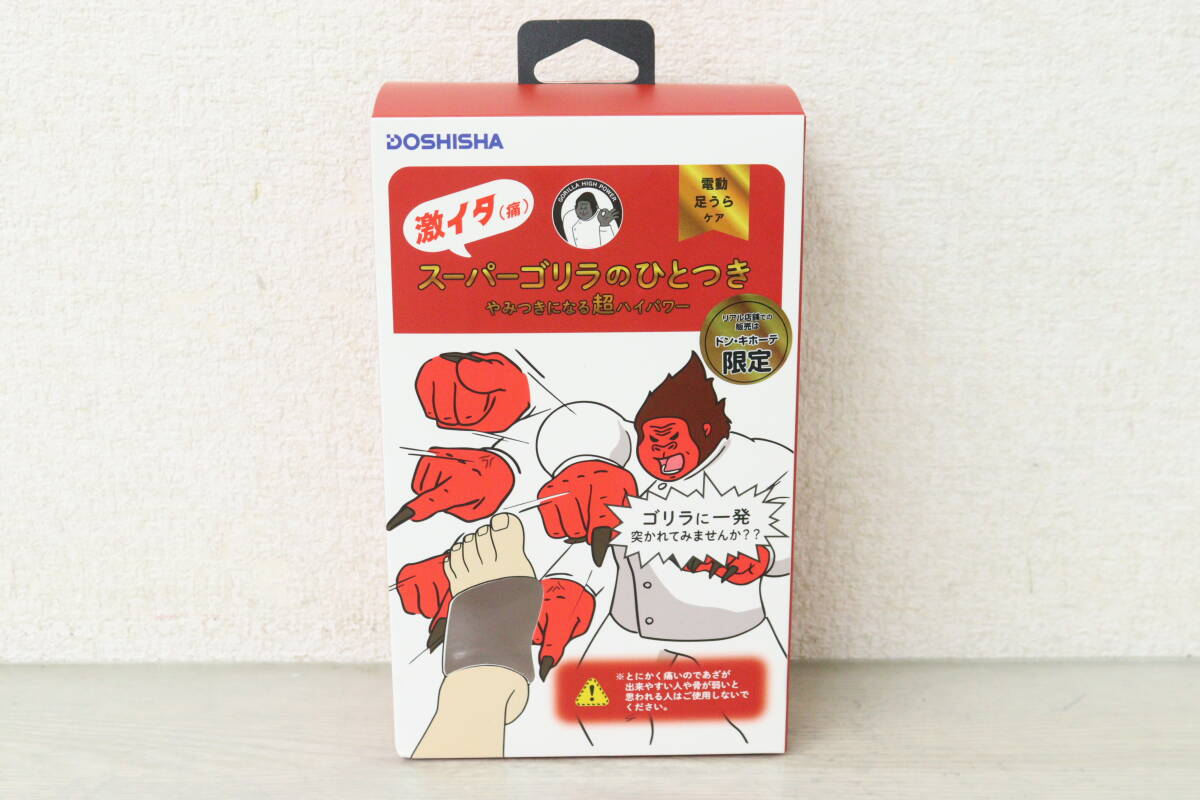 DOSHISHA
激イタ(痛)
GORILLA HIGH POWER
電動
足うら
ケア
スーパーゴリラのひとつき
やみつきになる超ハイパワー
リアル店舗での
販売は
ドン・キホーテ
限定
ゴリラに一発
突かれてみませんか??
※とにかく痛いのであざが
出来やすい人や骨が弱いと
思われる人はご使用しないで
ください。